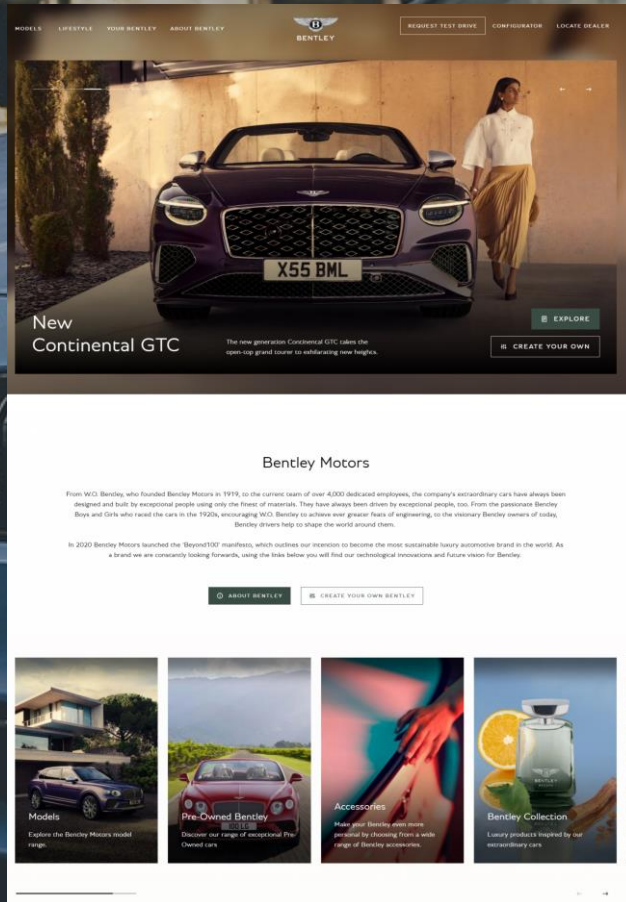 MODELS LIFESTYLE YOUR BENTLEY ABOUT BENTLEY
B
BENTLEY
REQUEST TEST DRIVE CONFIGURATOR LOCATE DEALER
X55 BML
New
Continental GTC
The new generation Continental GTC takes the
open-top grand tourer to exhilarating new heights.
EXPLORE
CREATE YOUR OWN
Bentley Motors
From W.O. Bentley, who founded Bentley Motors in 1919, to the current team of over 4,000 dedicated employees, the company's extraordinary cars have always been
designed and built by exceptional people using only the finest of materials. They have always been driven by exceptional people, too. From the passionate Bentley
Boys and Girls who raced the cars in the 1920s, encouraging W.O. Bentley to achieve ever greater feats of engineering, to the visionary Bentley owners of today,
Bentley drivers help to shape the world around them.
In 2020 Bentley Motors launched the 'Beyond100' manifesto, which outlines our intention to become the most sustainable luxury automotive brand in the world. As
a brand we are constantly looking forwards, using the links below you will find our technological innovations and future vision for Bentley.
ABOUT BENTLEY
CREATE YOUR OWN BENTLEY
Models
Explore the Bentley Motors model
range.
Pre-Owned Bentley
Discover our range of exceptional Pre-
Owned cars
Accessories
Make your Bentley even more
personal by choosing from a wide
range of Bentley accessories.
BENTLEY
Bentley Collection
Luxury products inspired by our
extraordinary cars